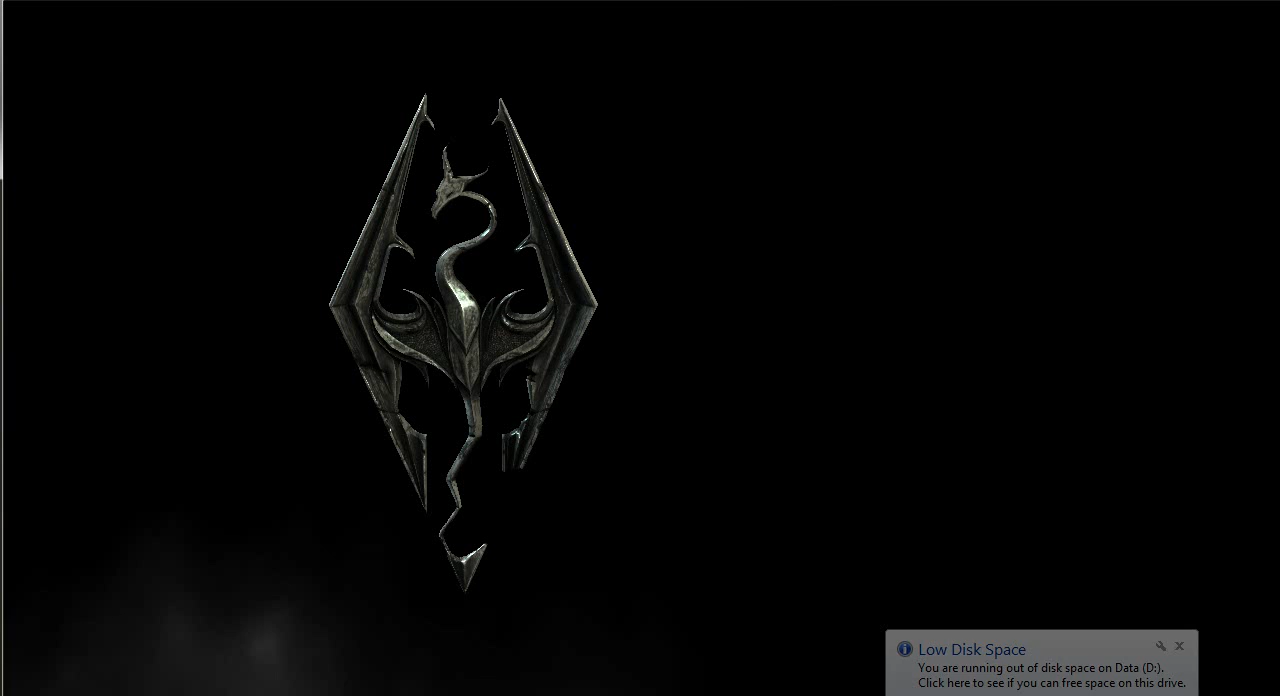 Low Disk Space
You are running out of disk space on Data (D:).
Click here to see if you can free space on this drive.